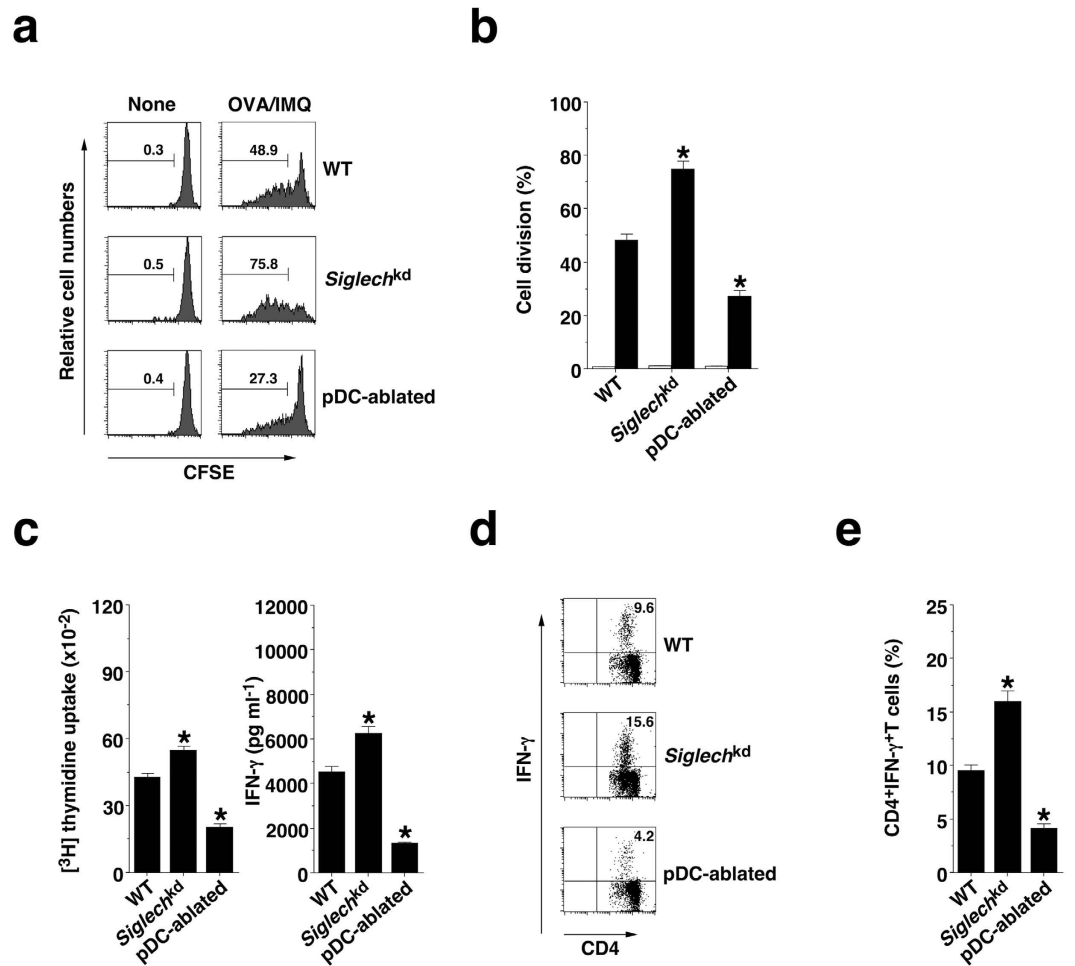 a
None
OVA/IMQ
0.3
48.9
WT
0.5
75.8
Siglechkd
0.4
27.3
pDC-ablated
Relative cell numbers
CFSE
b
Cell division (%)
100
80
60
40
20
0
*
*
WT
Siglechkd
pDC-ablated
c
[3H] thymidine uptake (x10-2)
120
90
60
30
0
*
*
WT
Siglechkd
pDC-ablated
IFN-γ (pg ml-1)
12000
10000
8000
6000
4000
2000
0
*
*
WT
Siglechkd
pDC-ablated
d
9.6
WT
15.6
Siglechkd
4.2
pDC-ablated
IFN-γ
CD4
e
CD4+IFN-γ+T cells (%)
25
20
15
10
5
0
*
*
WT
Siglechkd
pDC-ablated